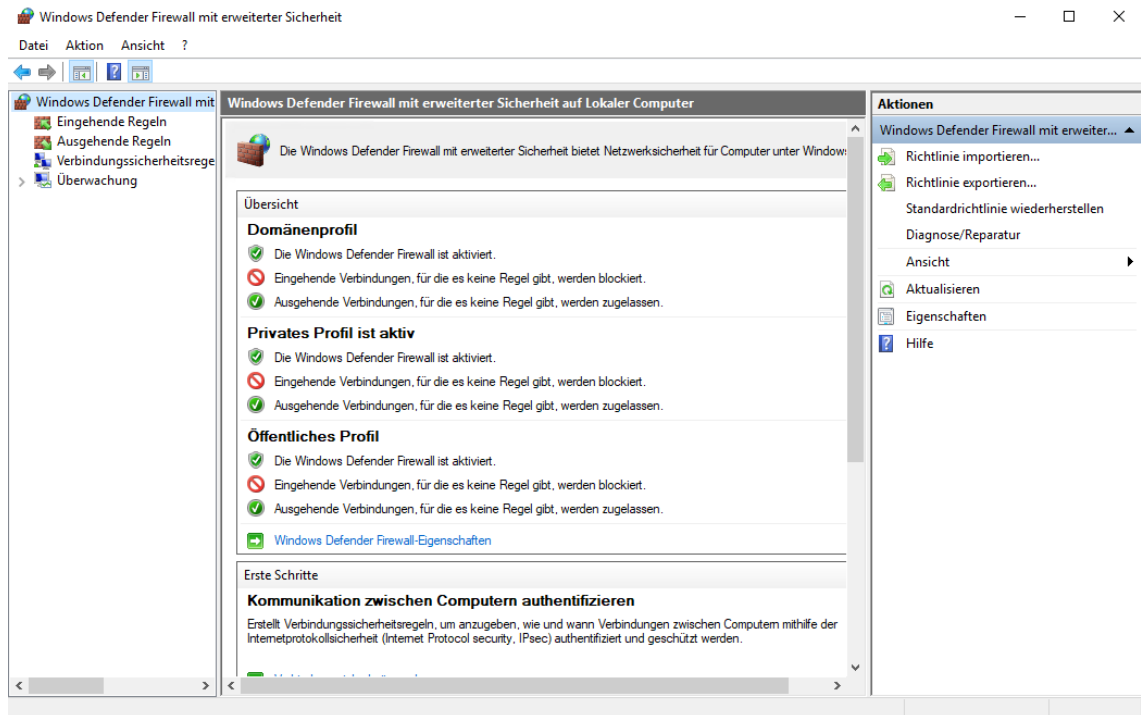 Windows Defender Firewall mit erweiterter Sicherheit
Datei Aktion Ansicht ?
Windows Defender Firewall mit
Eingehende Regeln
Ausgehende Regeln
Verbindungssicherheitsrege
Überwachung
Windows Defender Firewall mit erweiterter Sicherheit auf Lokaler Computer
Die Windows Defender Firewall mit erweiterter Sicherheit bietet Netzwerksicherheit für Computer unter Window
Übersicht
Domänenprofil
Die Windows Defender Firewall ist aktiviert.
Eingehende Verbindungen, für die es keine Regel gibt, werden blockiert.
Ausgehende Verbindungen, für die es keine Regel gibt, werden zugelassen.
Privates Profil ist aktiv
Die Windows Defender Firewall ist aktiviert.
Eingehende Verbindungen, für die es keine Regel gibt, werden blockiert.
Ausgehende Verbindungen, für die es keine Regel gibt, werden zugelassen.
Öffentliches Profil
Die Windows Defender Firewall ist aktiviert.
Eingehende Verbindungen, für die es keine Regel gibt, werden blockiert.
Ausgehende Verbindungen, für die es keine Regel gibt, werden zugelassen.
Windows Defender Firewall-Eigenschaften
Erste Schritte
Kommunikation zwischen Computern authentifizieren
Erstellt Verbindungssicherheitsregeln, um anzugeben, wie und wann Verbindungen zwischen Computern mithilfe der
Internetprotokollsicherheit (Internet Protocol security, IPsec) authentifiziert und geschützt werden.
Aktionen
Windows Defender Firewall mit erweiter...
Richtlinie importieren...
Richtlinie exportieren...
Standardrichtlinie wiederherstellen
Diagnose/Reparatur
Ansicht
Aktualisieren
Eigenschaften
Hilfe